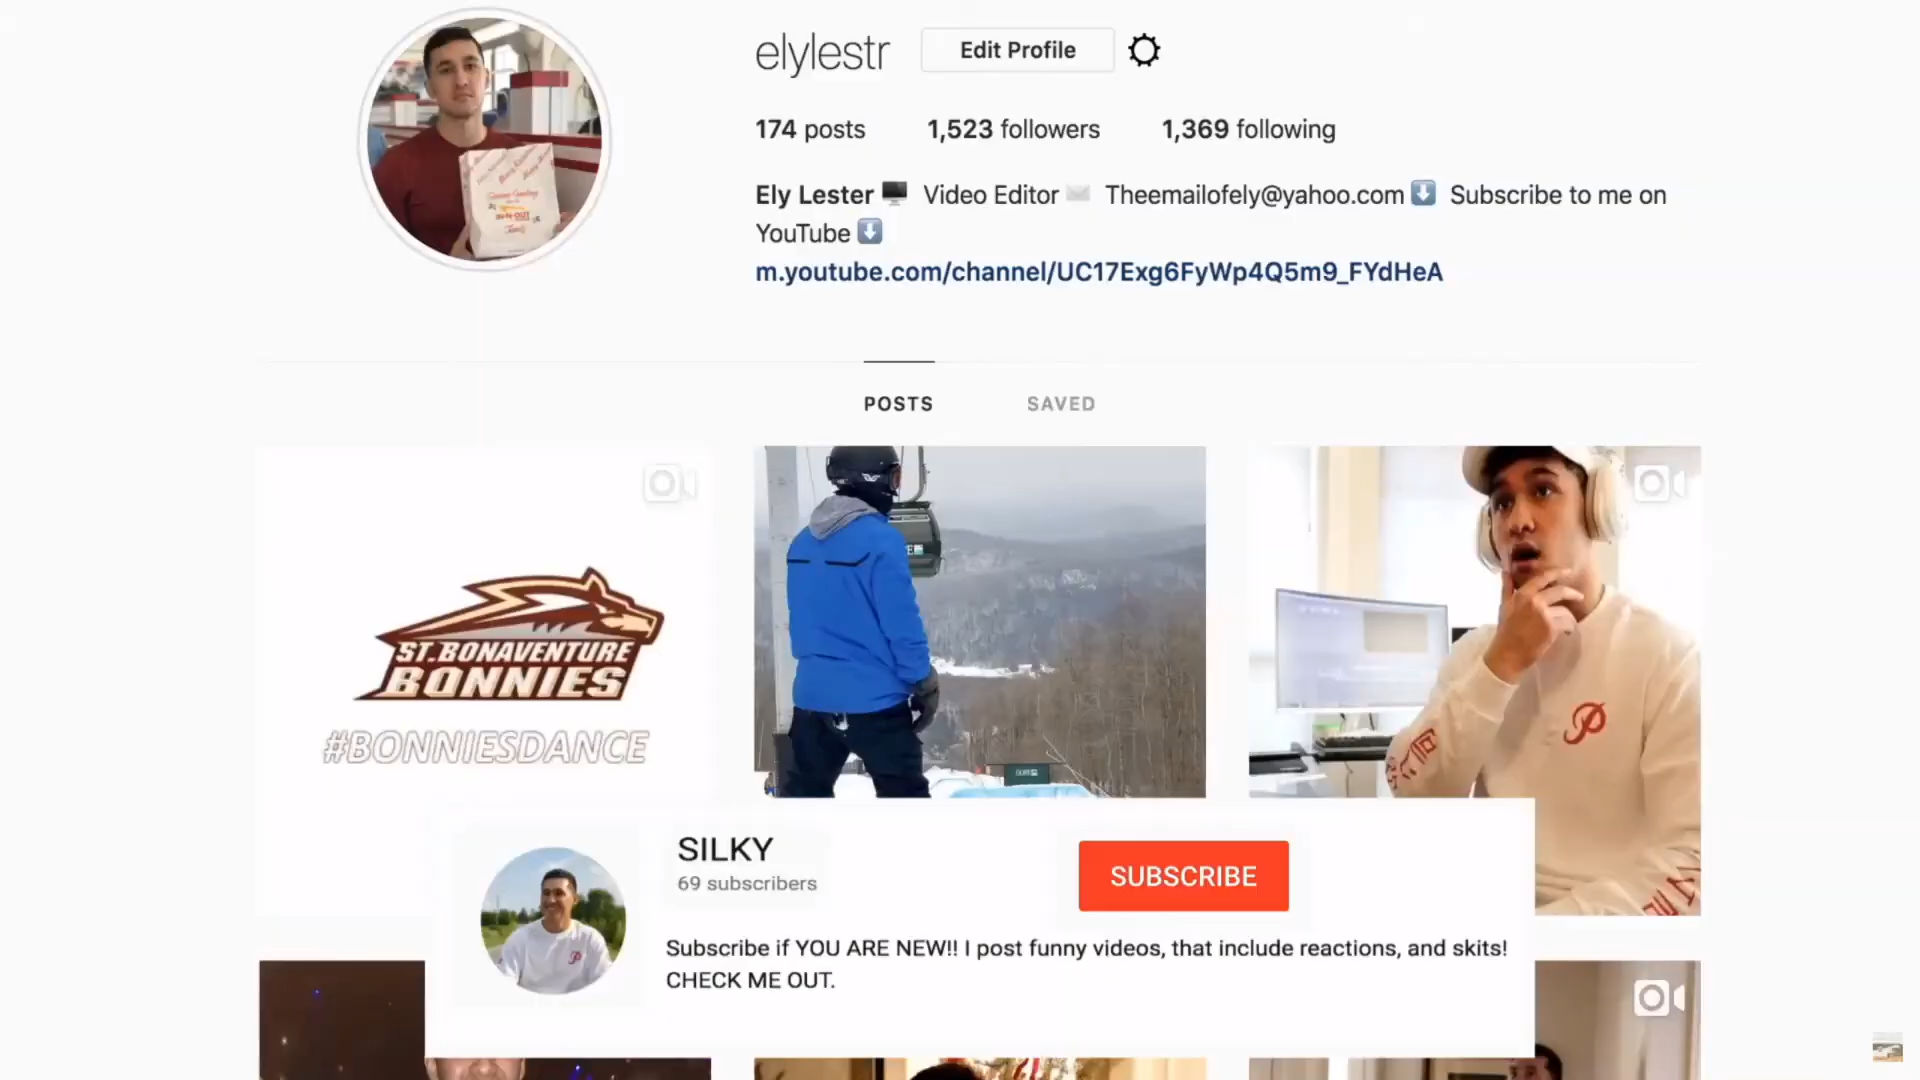 elylestr Edit Profile
174 posts 1,523 followers 1,369 following
Ely Lester Video Editor Theemailofely@yahoo.com Subscribe to me on
YouTube
m.youtube.com/channel/UC17Exg6FyWp4Q5m9_FYdHeA
POSTS SAVED
ST.BONAVENTURE
BONNIES
#BONNIESDANCE
SILKY
69 subscribers
SUBSCRIBE
Subscribe if YOU ARE NEW!! I post funny videos, that include reactions, and skits!
CHECK ME OUT.